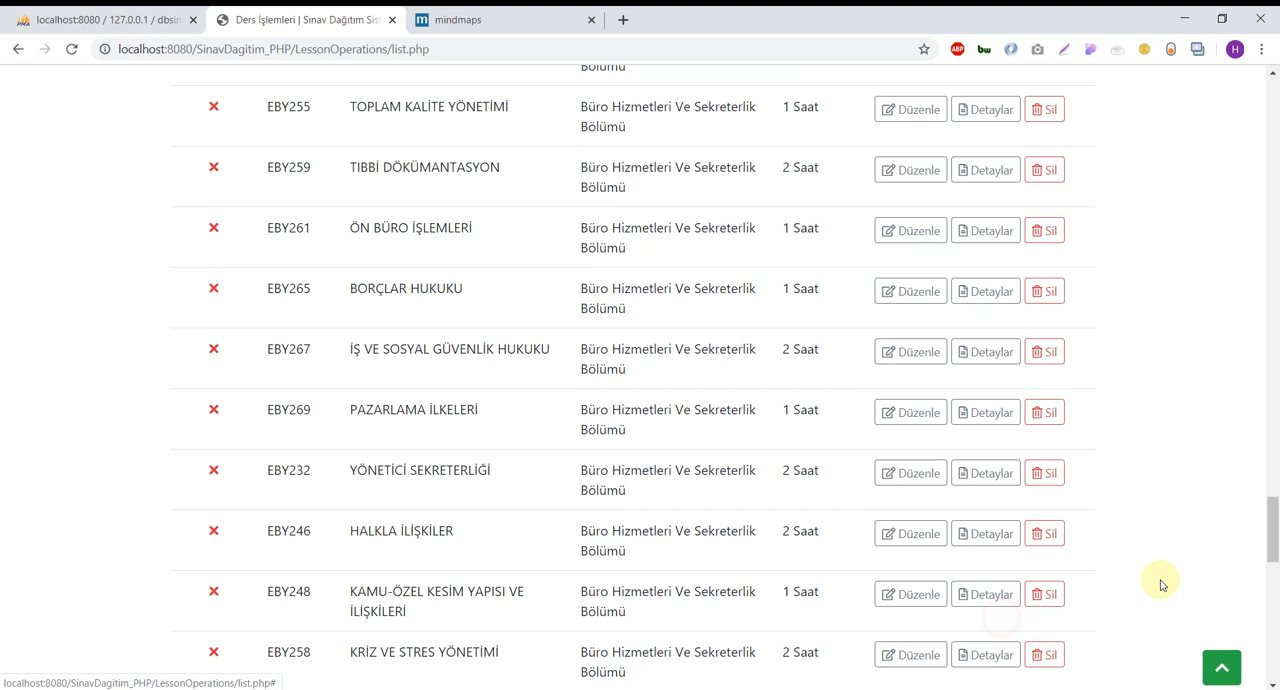 localhost:8080 / 127.0.0.1 / dbsin
Ders İşlemleri | Sınav Dağıtım Sis
mindmaps
localhost:8080/SinavDagitim_PHP/LessonOperations/list.php
ABP
bw
H
Bölümü
EBY255 TOPLAM KALİTE YÖNETİMİ Büro Hizmetleri Ve Sekreterlik 1 Saat Düzenle Detaylar Sil
Bölümü
EBY259 TIBBİ DÖKÜMANTASYON Büro Hizmetleri Ve Sekreterlik 2 Saat Düzenle Detaylar Sil
Bölümü
EBY261 ÖN BÜRO İŞLEMLERİ Büro Hizmetleri Ve Sekreterlik 1 Saat Düzenle Detaylar Sil
Bölümü
EBY265 BORÇLAR HUKUKU Büro Hizmetleri Ve Sekreterlik 1 Saat Düzenle Detaylar Sil
Bölümü
EBY267 İŞ VE SOSYAL GÜVENLİK HUKUKU Büro Hizmetleri Ve Sekreterlik 2 Saat Düzenle Detaylar Sil
Bölümü
EBY269 PAZARLAMA İLKELERİ Büro Hizmetleri Ve Sekreterlik 1 Saat Düzenle Detaylar Sil
Bölümü
EBY232 YÖNETİCİ SEKRETERLİĞİ Büro Hizmetleri Ve Sekreterlik 2 Saat Düzenle Detaylar Sil
Bölümü
EBY246 HALKLA İLİŞKİLER Büro Hizmetleri Ve Sekreterlik 2 Saat Düzenle Detaylar Sil
Bölümü
EBY248 KAMU-ÖZEL KESİM YAPISI VE Büro Hizmetleri Ve Sekreterlik 1 Saat Düzenle Detaylar Sil
İLİŞKİLERİ Bölümü
EBY258 KRİZ VE STRES YÖNETİMİ Büro Hizmetleri Ve Sekreterlik 2 Saat Düzenle Detaylar Sil
Bölümü
localhost:8080/SinavDagitim_PHP/LessonOperations/list.php#